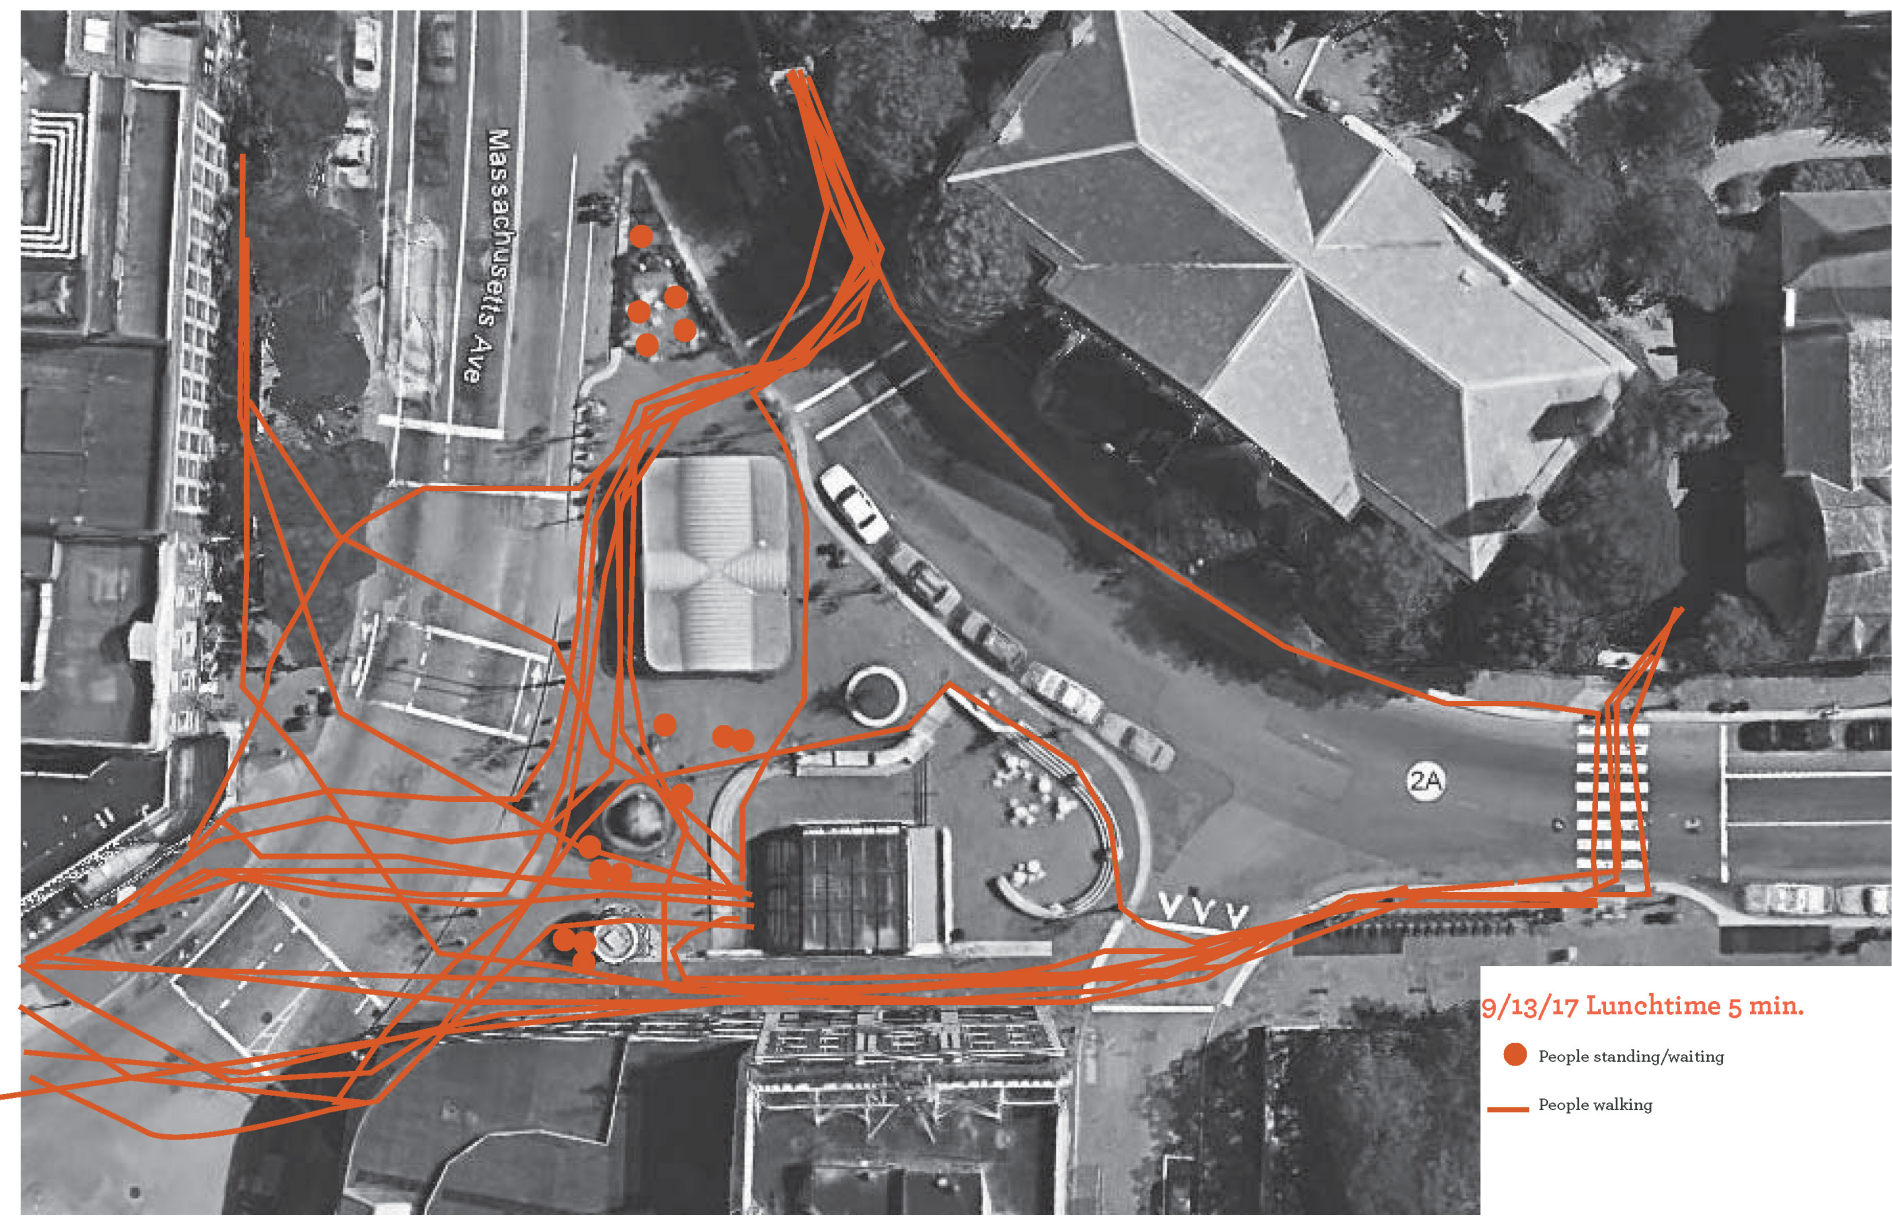 Massachusetts Ave
2A
9/13/17 Lunchtime 5 min.
People standing/waiting
People walking